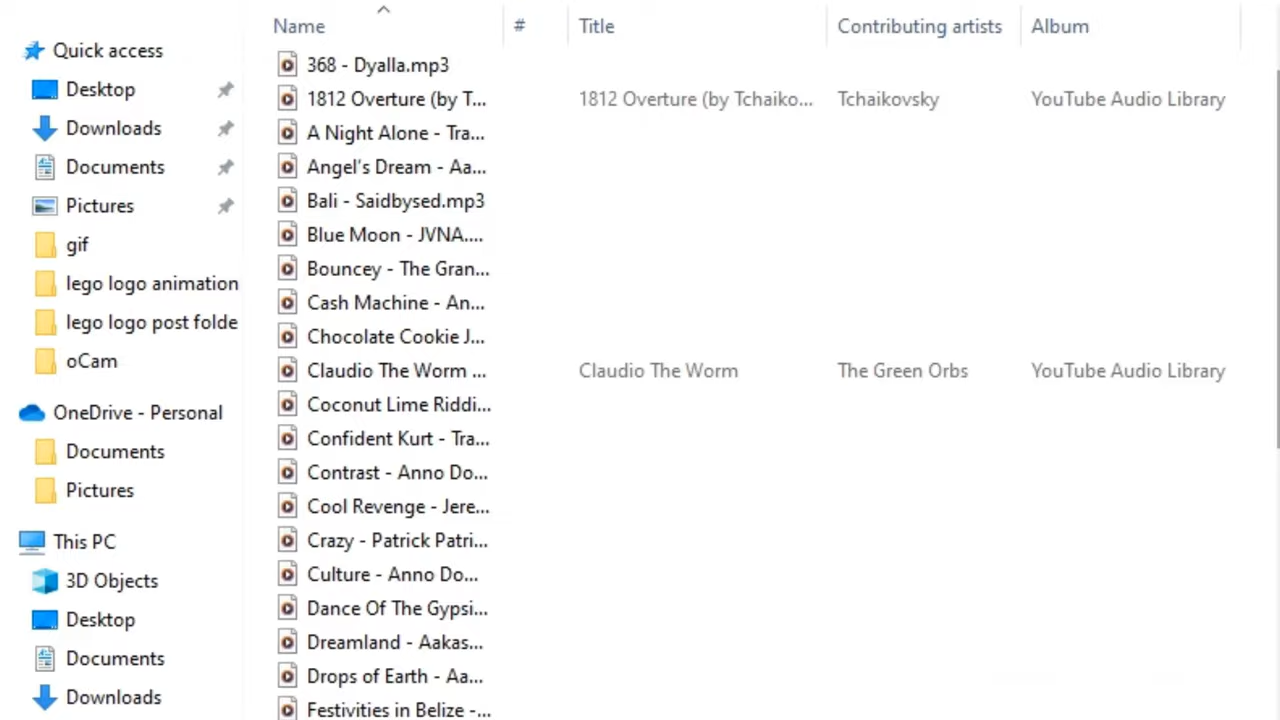 Name # Title Contributing artists Album
Quick access
Desktop
Downloads
Documents
Pictures
gif
lego logo animation
lego logo post folde
oCam
OneDrive - Personal
Documents
Pictures
This PC
3D Objects
Desktop
Documents
Downloads
368 - Dyalla.mp3
1812 Overture (by T... 1812 Overture (by Tchaiko... Tchaikovsky YouTube Audio Library
A Night Alone - Tra...
Angel's Dream - Aa...
Bali - Saidbysed.mp3
Blue Moon - JVNA....
Bouncey - The Gran...
Cash Machine - An...
Chocolate Cookie J...
Claudio The Worm ... Claudio The Worm The Green Orbs YouTube Audio Library
Coconut Lime Riddi...
Confident Kurt - Tra...
Contrast - Anno Do...
Cool Revenge - Jere...
Crazy - Patrick Patri...
Culture - Anno Do...
Dance Of The Gypsi...
Dreamland - Aakas...
Drops of Earth - Aa...
Festivities in Belize -...